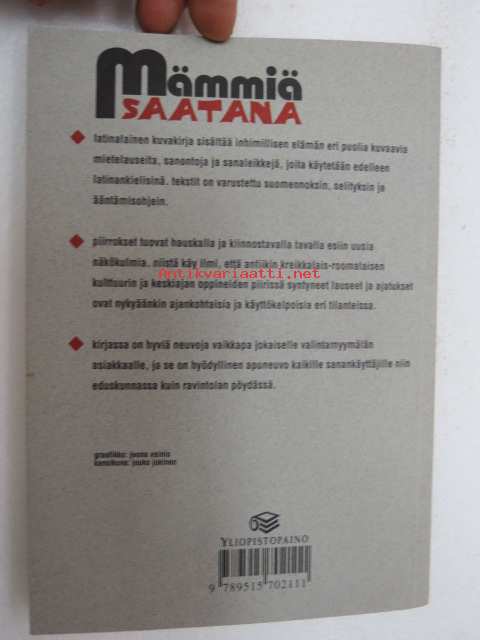 mämmiä
SAATANA
latinalainen kuvakirja sisältää inhimillisen elämän eri puolia kuvaavia
mietelauseita, sanontoja ja sanaleikkejä, joita käytetään edelleen
latinankielisinä. tekstit on varustettu suomennoksin, selityksin ja
ääntämisohjein.
piirrokset tuovat hauskalla ja kiinnostavalla tavalla esiin uusia
näkökulmia. niistä käy ilmi, että antiikin kreikkalais-roomalaisen
Antikvariaatti.net
kulttuurin ja keskiajan oppineiden piirissä syntyneet lauseet ja ajatukset
ovat nykyäänkin ajankohtaisia ja käyttökelpoisia eri tilanteissa.
kirjassa on hyviä neuvoja vaikkapa jokaiselle valintamyymälän
asiakkaalle, ja se on hyödyllinen apuneuvo kaikille sanankäyttäjille niin
eduskunnassa kuin ravintolan pöydässä.
grafiikka:
kansikuva:
YLIOPISTOPAINO
9 789515 702111